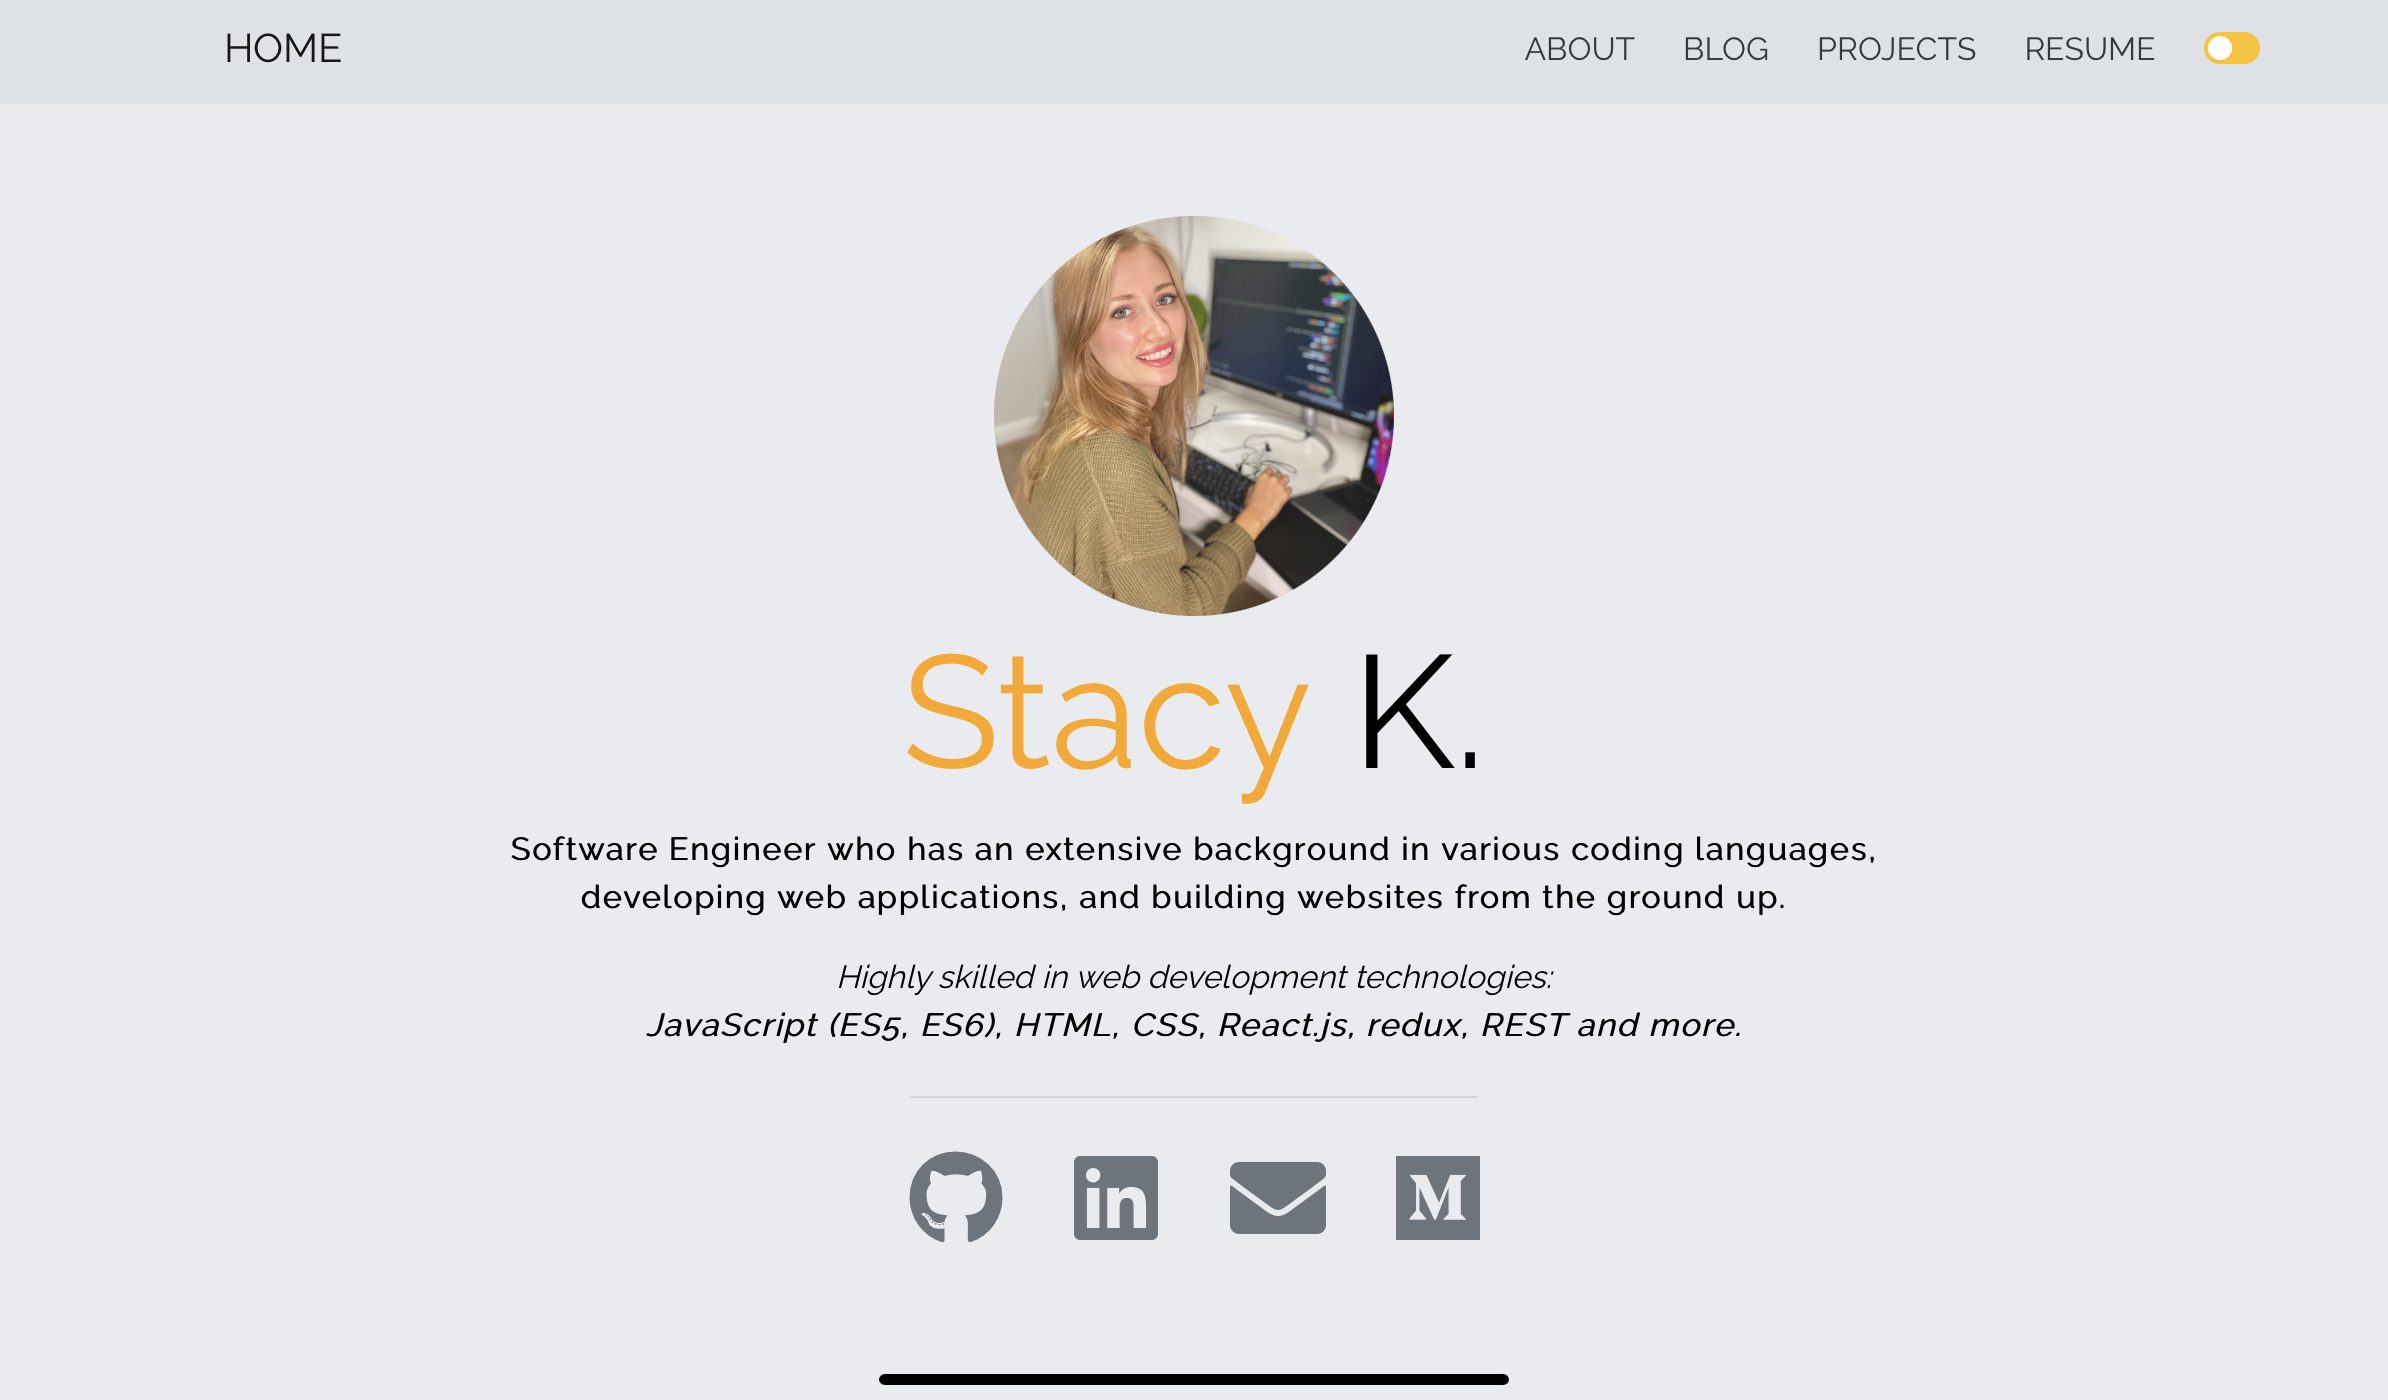 HOME
ABOUT BLOG PROJECTS RESUME
Stacy K.
Software Engineer who has an extensive background in various coding languages,
developing web applications, and building websites from the ground up.
Highly skilled in web development technologies:
JavaScript (ES5, ES6), HTML, CSS, React.js, redux, REST and more.
in
M